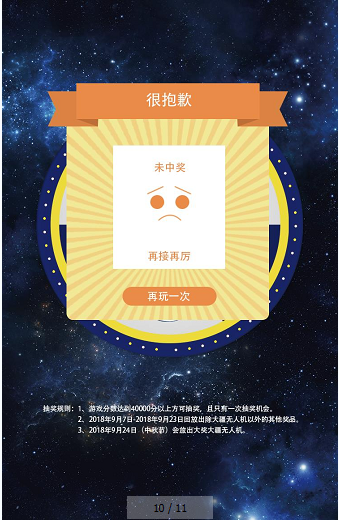 很抱歉
未中奖
再接再厉
再玩一次
抽奖规则：1、游戏分数达到40000分以上方可抽奖，且只有一次抽奖机会。
2、2018年9月7日-2018年9月23日会放出除大疆无人机以外的其他奖品。
3、2018年9月24日（中秋节）会放出大奖大疆无人机。
10 / 11